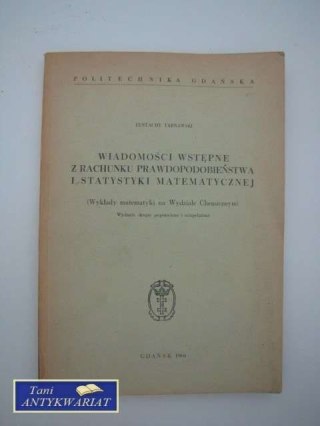 POLITECHNIKA GDAŃSKA
EUSTACHY TARNAWSKI
WIADOMOŚCI WSTĘPNE
Z RACHUNKU PRAWDOPODOBIEŃSTWA
I STATYSTYKI MATEMATYCZNEJ
(Wykłady matematyki na Wydziale Chemicznym)
Wydanie drugie poprawione i uzupełnione
GDAŃSK
Tani
ANTYKWARIAT